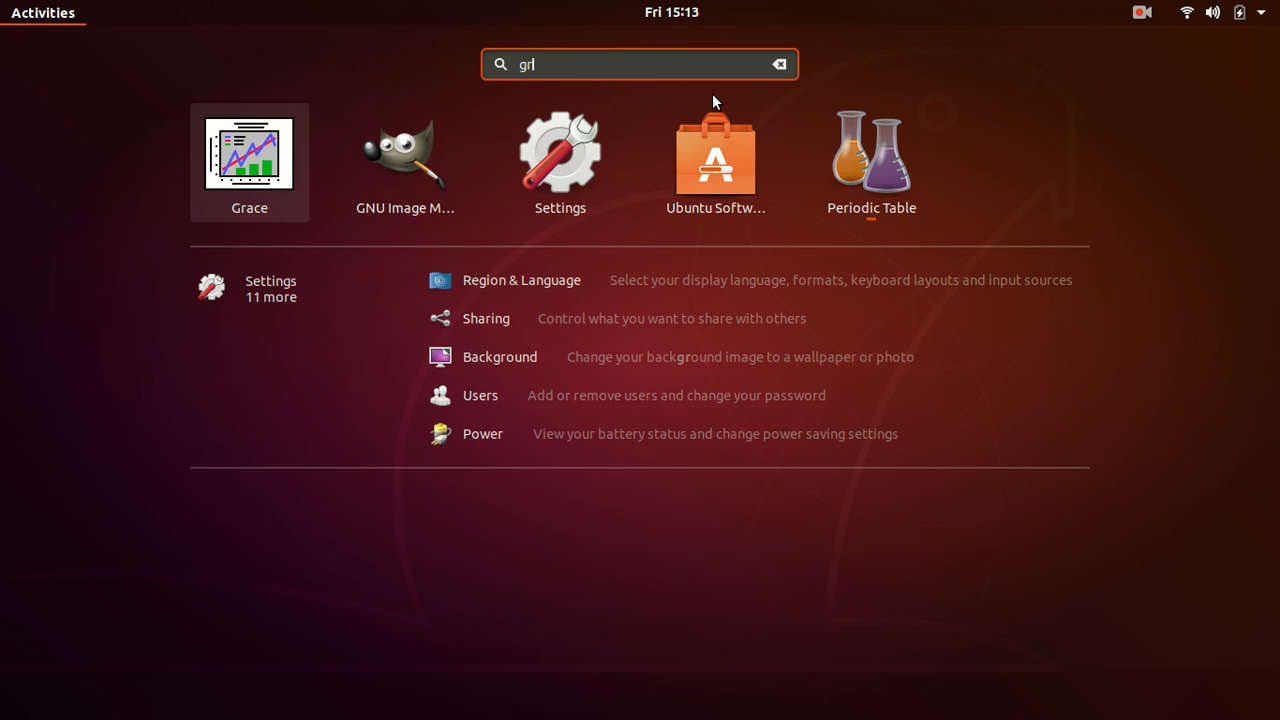 Activities
Fri 15:13
gr
Grace
GNU Image M...
Settings
Ubuntu Softw...
Periodic Table
Settings
11 more
Region & Language Select your display language, formats, keyboard layouts and input sources
Sharing Control what you want to share with others
Background Change your background image to a wallpaper or photo
Users Add or remove users and change your password
Power View your battery status and change power saving settings